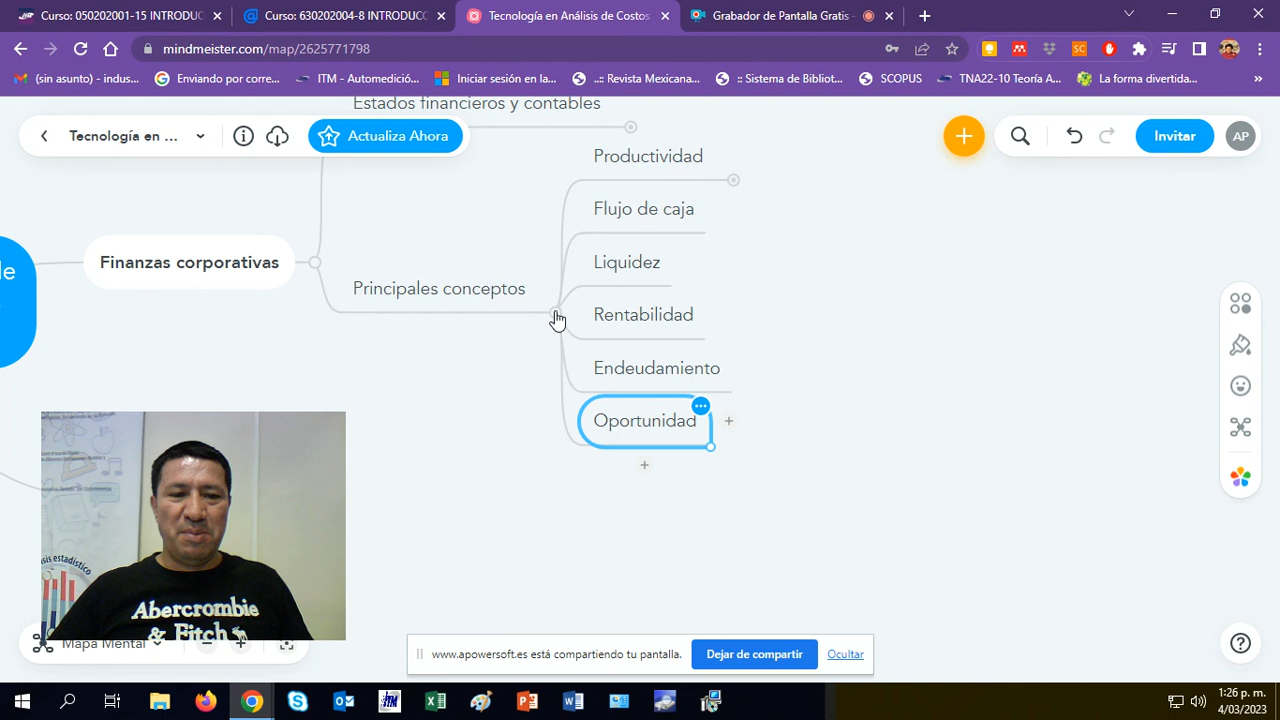 Curso: 050202001-15 INTRODU
Curso: 630202004-8 INTRODUCC
Tecnología en Análisis de Costos
Grabador de Pantalla Gratis -
mindmeister.com/map/2625771798
(sin asunto) - indus...
Enviando por corre...
ITM - Automedició...
Iniciar sesión en la...
..:: Revista Mexicana...
:: Sistema de Bibliot...
SCOPUS
TNA22-10 Teoría A...
La forma divertida...
»
Estados financieros y contables
Tecnología en ...
Actualiza Ahora
Invitar
AP
Productividad
Flujo de caja
Liquidez
de
Finanzas corporativas
Principales conceptos
Rentabilidad
Endeudamiento
Oportunidad
Abercrombie
& Fitch
Mapa Mental
www.apowersoft.es está compartiendo tu pantalla.
Dejar de compartir
Ocultar
1:26 p. m.
4/03/2023